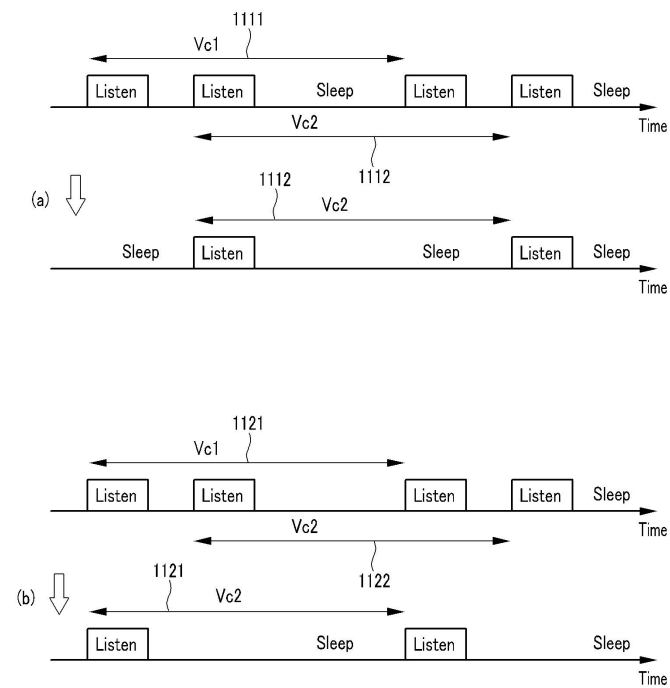 1111
Vc1
Listen Listen Sleep Listen Listen Sleep
Time
Vc2
1112
1112
(a)
Vc2
Sleep Listen Sleep Listen Sleep
Time
1121
Vc1
Listen Listen Listen Listen Sleep
Time
Vc2
1122
1121
(b)
Vc2
Listen Sleep Listen Sleep
Time